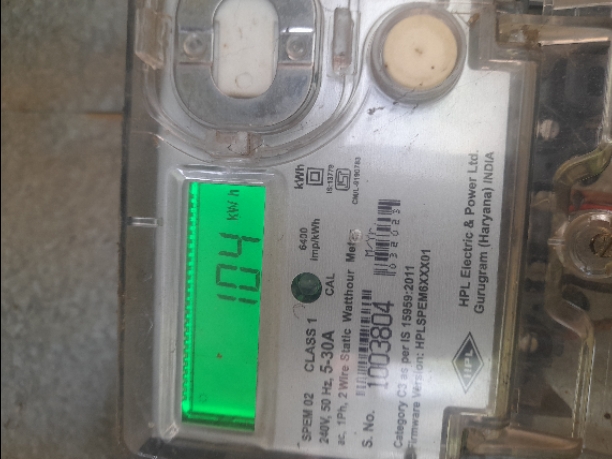 104 kWh
kWh
6400
Imp/kWh
CAL
IS:13779
SPEM 02 CLASS 1
240V, 50 Hz, 5-30A
ac, 1Ph, 2 Wire Static Watthour Meter
S. No. 1003804
Category C3 as per IS 15959:2011
Firmware Version: HPLSPEM6XXX01
HPL
HPL Electric & Power Ltd.
Gurugram (Haryana) INDIA